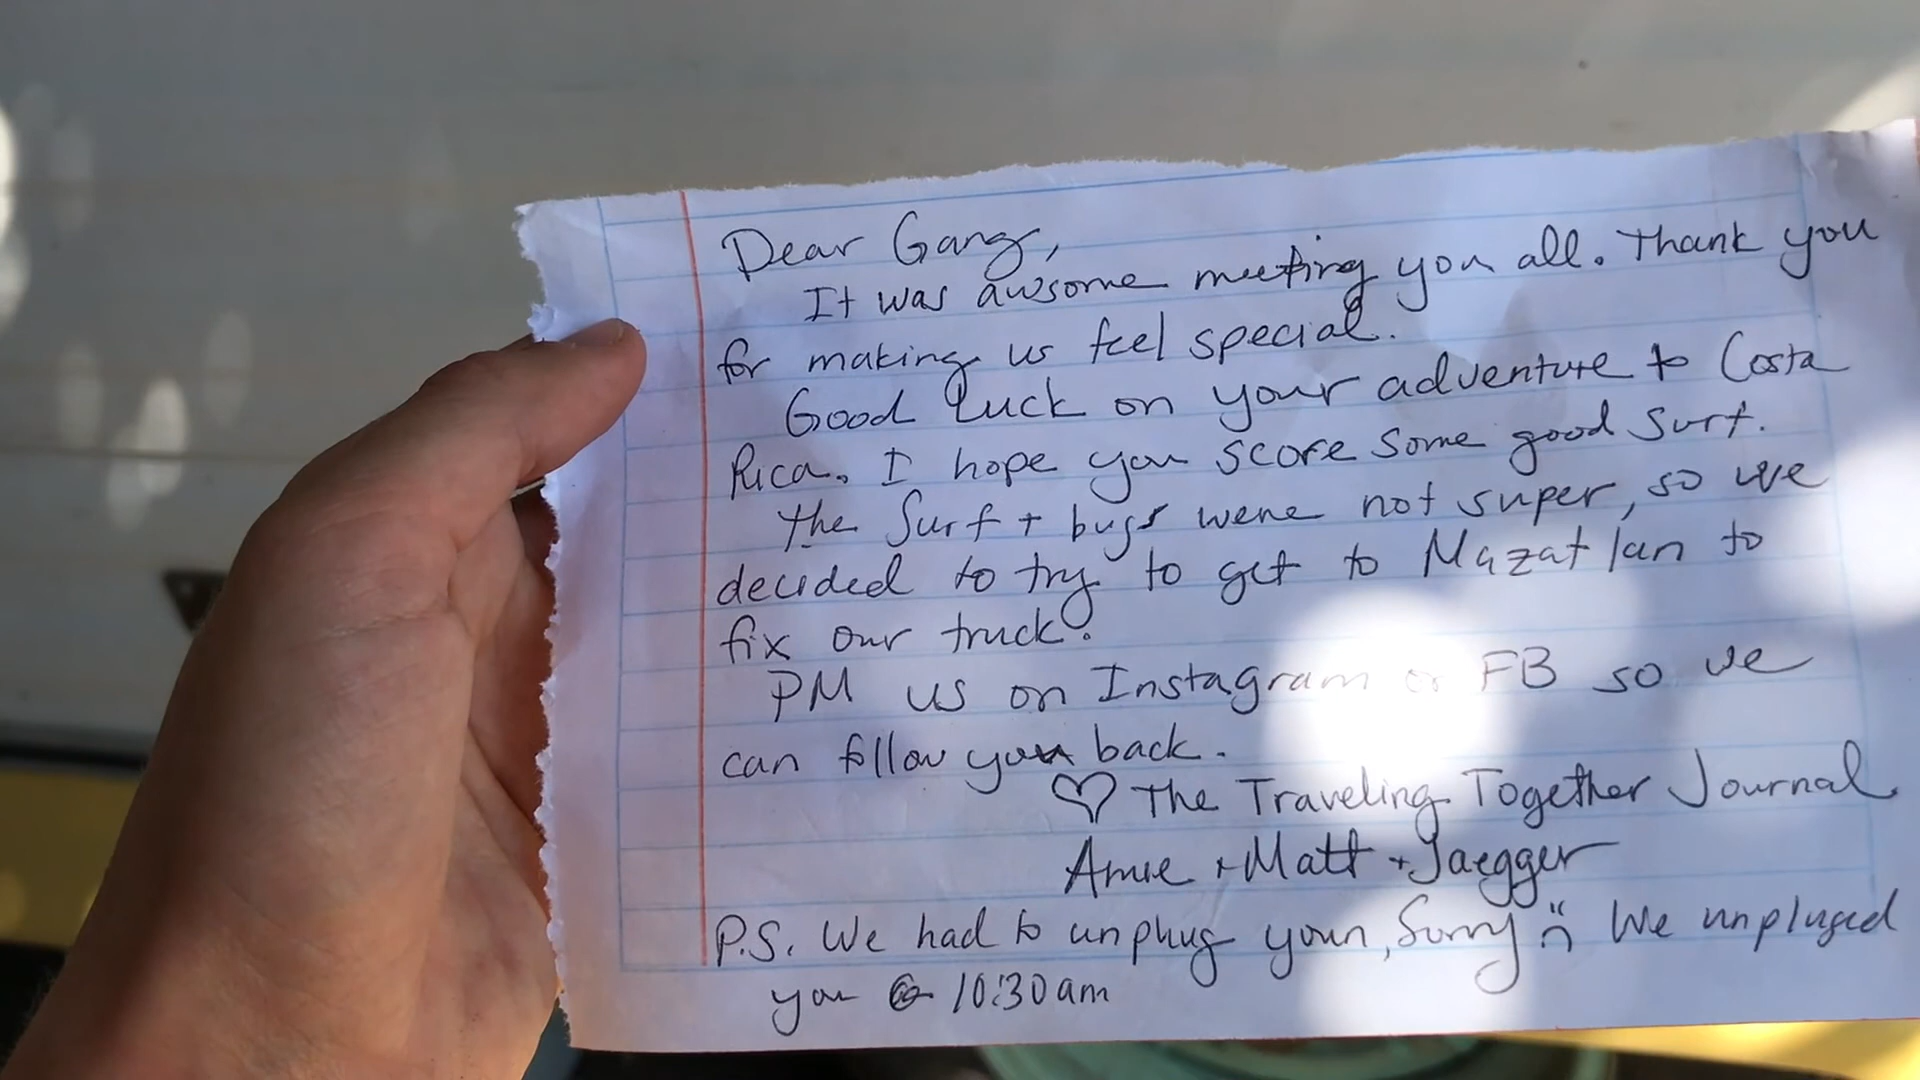 Dear Gang,
It was awsome meeting you all. Thank you
for making us feel special.
Good Luck on your adventure to Costa
Rica. I hope you score some good surf.
the Surf + bugs were not super, so we
decided to try to get to Mazatlan to
fix our truck.
PM us on Instagram or FB so we
can follow you back.
♡ The Traveling Together Journal
Amie + Matt + Jaegger
P.S. We had to unplug your, Sorry :( We unpluged
you @ 10:30am